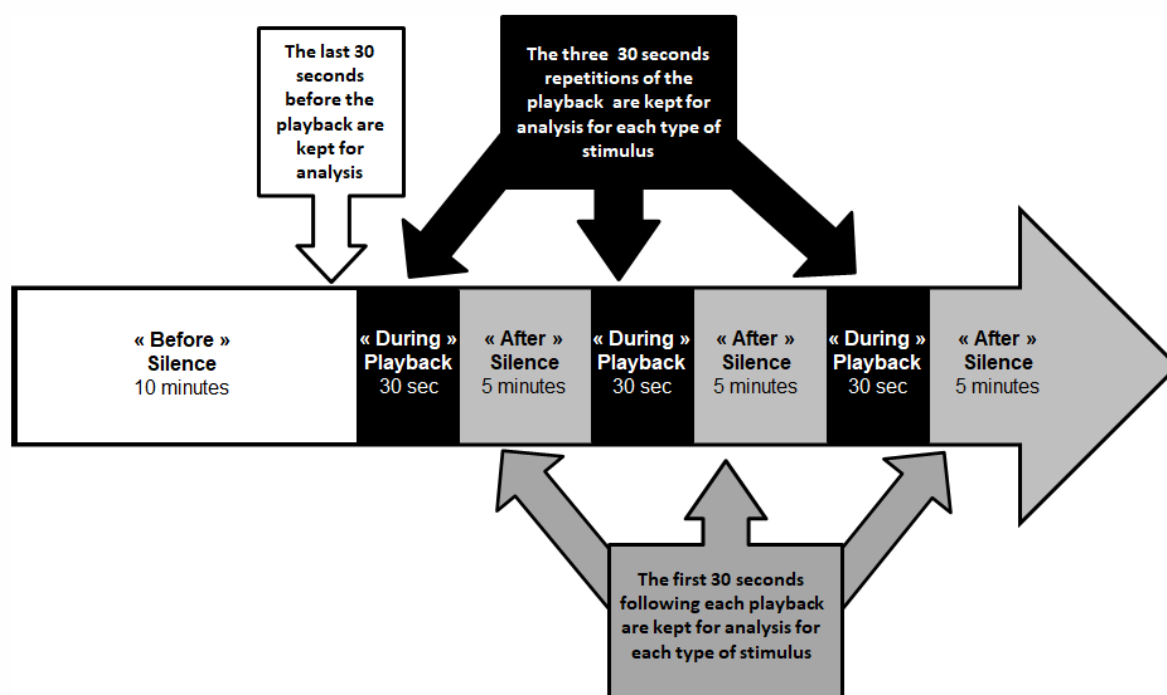 The last 30
seconds
before the
playback are
kept for
analysis
The three  30 seconds
repetitions of the
playback  are kept for
analysis for each type of
stimulus
« Before »
Silence
10 minutes
« During »
Playback
30 sec
« After »
Silence
5 minutes
« During »
Playback
30 sec
« After »
Silence
5 minutes
« During »
Playback
30 sec
« After »
Silence
5 minutes
The first 30 seconds
following each playback
are kept for analysis for
each type of stimulus